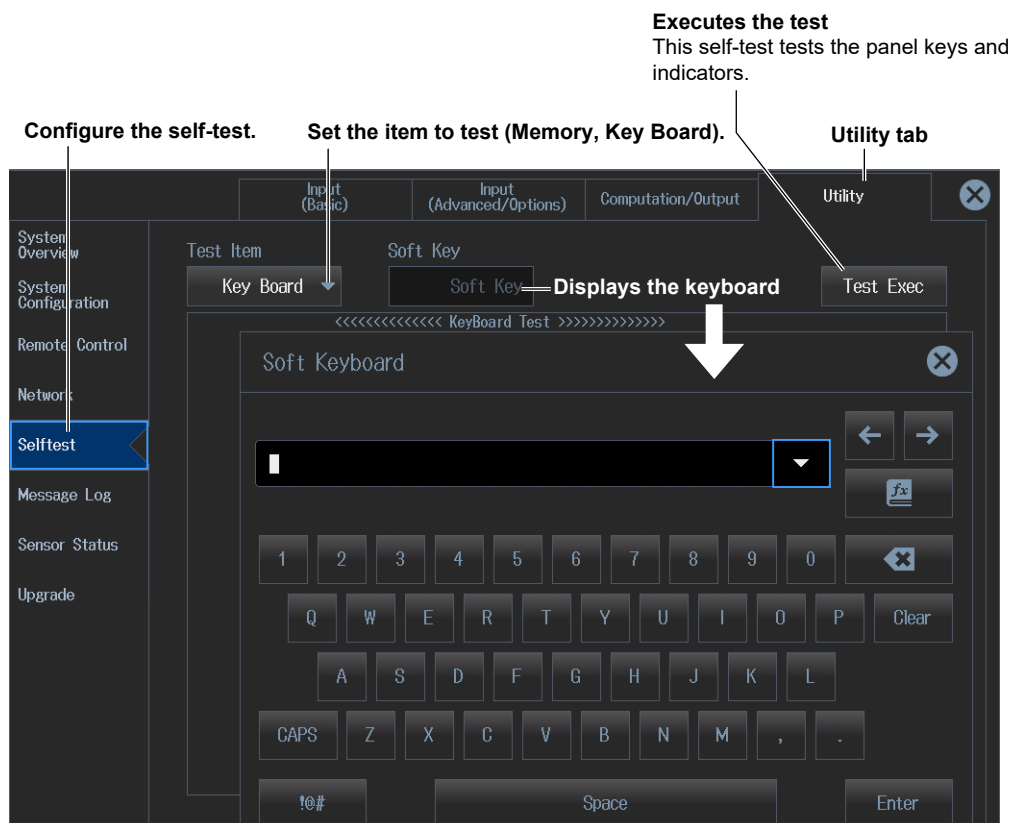 Executes the test
This self-test tests the panel keys and
indicators.
Configure the self-test.
Set the item to test (Memory, Key Board).
Utility tab
Input
(Basic)
Input
(Advanced/Options)
Computation/Output
Utility
System
Overview
System
Configuration
Remote Control
Network
Selftest
Message Log
Sensor Status
Upgrade
Test Item
Soft Key
Key Board
Soft Key
Displays the keyboard
Test Exec
<<<<<<<<<<<<<< KeyBoard Test >>>>>>>>>>>>>>
Soft Keyboard
fx
1 2 3 4 5 6 7 8 9 0
Q W E R T Y U I O P Clear
A S D F G H J K L
CAPS Z X C V B N M , .
!@# Space Enter